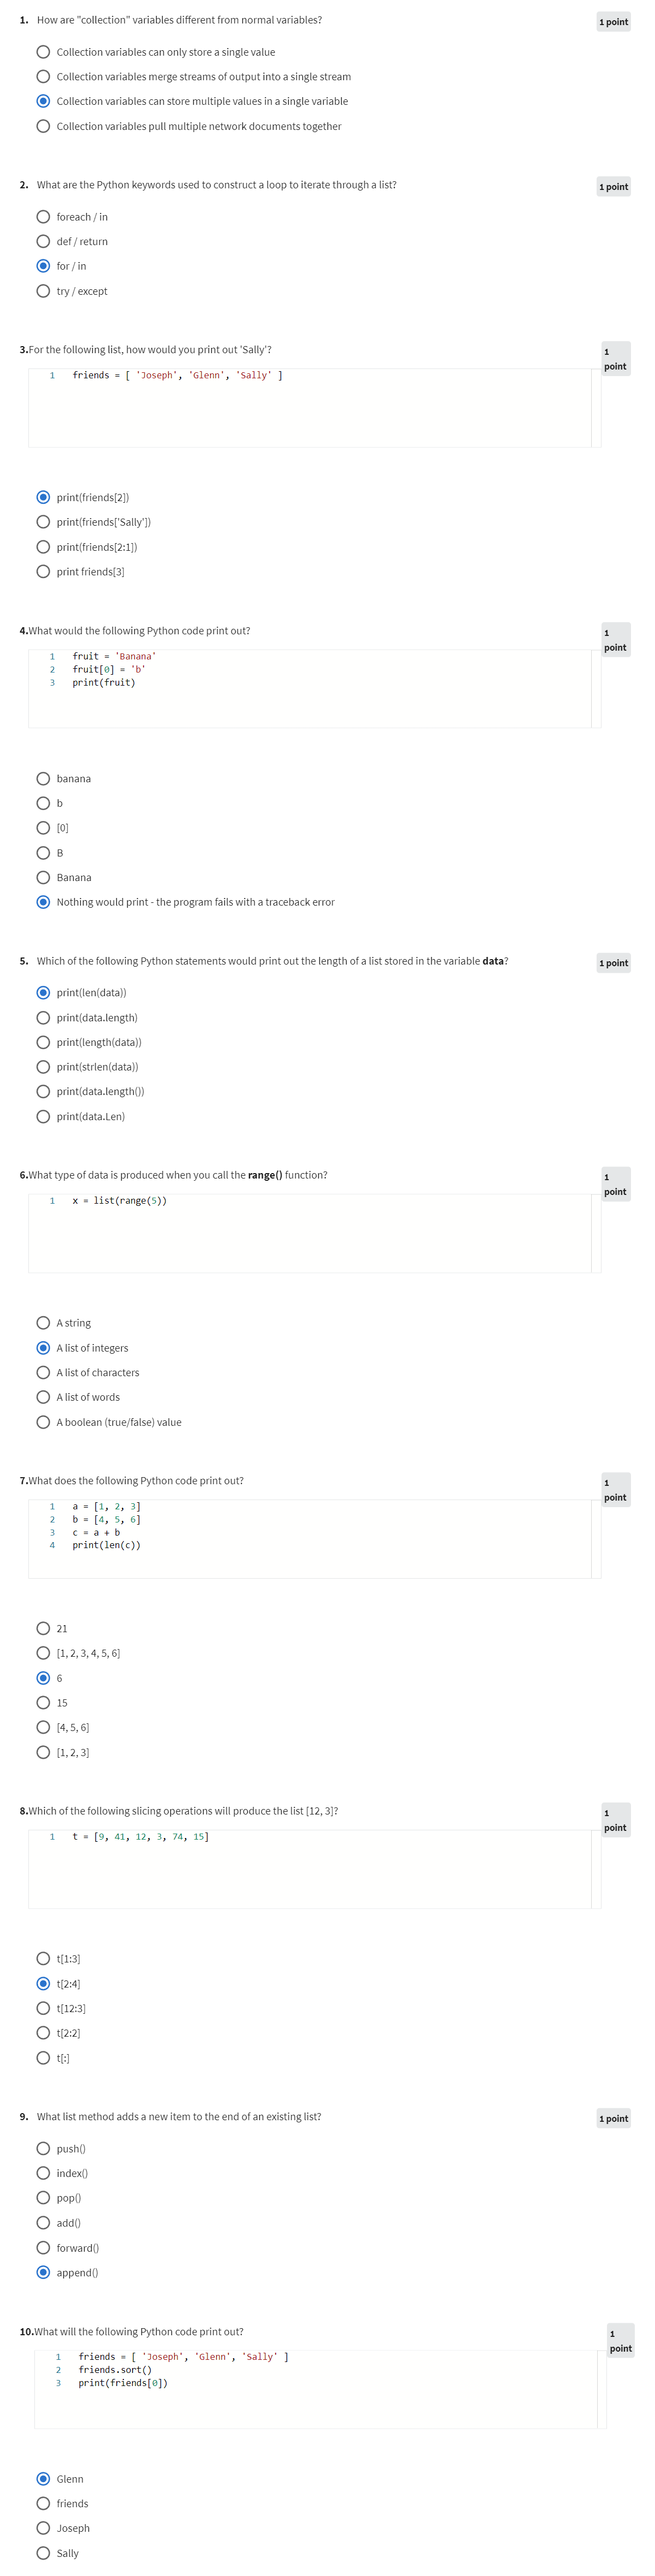 1. How are "collection" variables different from normal variables?
1 point
Collection variables can only store a single value
Collection variables merge streams of output into a single stream
Collection variables can store multiple values in a single variable
Collection variables pull multiple network documents together
2. What are the Python keywords used to construct a loop to iterate through a list?
1 point
foreach / in
def / return
for / in
try / except
3.For the following list, how would you print out 'Sally'?
1
point
1 friends = [ 'Joseph', 'Glenn', 'Sally' ]
print(friends[2])
print(friends['Sally'])
print(friends[2:1])
print friends[3]
4.What would the following Python code print out?
1
point
1 fruit = 'Banana'
2 fruit[0] = 'b'
3 print(fruit)
banana
b
[0]
B
Banana
Nothing would print - the program fails with a traceback error
5. Which of the following Python statements would print out the length of a list stored in the variable data?
1 point
print(len(data))
print(data.length)
print(length(data))
print(strlen(data))
print(data.length())
print(data.Len)
6.What type of data is produced when you call the range() function?
1
point
1 x = list(range(5))
A string
A list of integers
A list of characters
A list of words
A boolean (true/false) value
7.What does the following Python code print out?
1
point
1 a = [1, 2, 3]
2 b = [4, 5, 6]
3 c = a + b
4 print(len(c))
21
[1, 2, 3, 4, 5, 6]
6
15
[4, 5, 6]
[1, 2, 3]
8.Which of the following slicing operations will produce the list [12, 3]?
1
point
1 t = [9, 41, 12, 3, 74, 15]
t[1:3]
t[2:4]
t[12:3]
t[2:2]
t[:]
9. What list method adds a new item to the end of an existing list?
1 point
push()
index()
pop()
add()
forward()
append()
10.What will the following Python code print out?
1
point
1 friends = [ 'Joseph', 'Glenn', 'Sally' ]
2 friends.sort()
3 print(friends[0])
Glenn
friends
Joseph
Sally